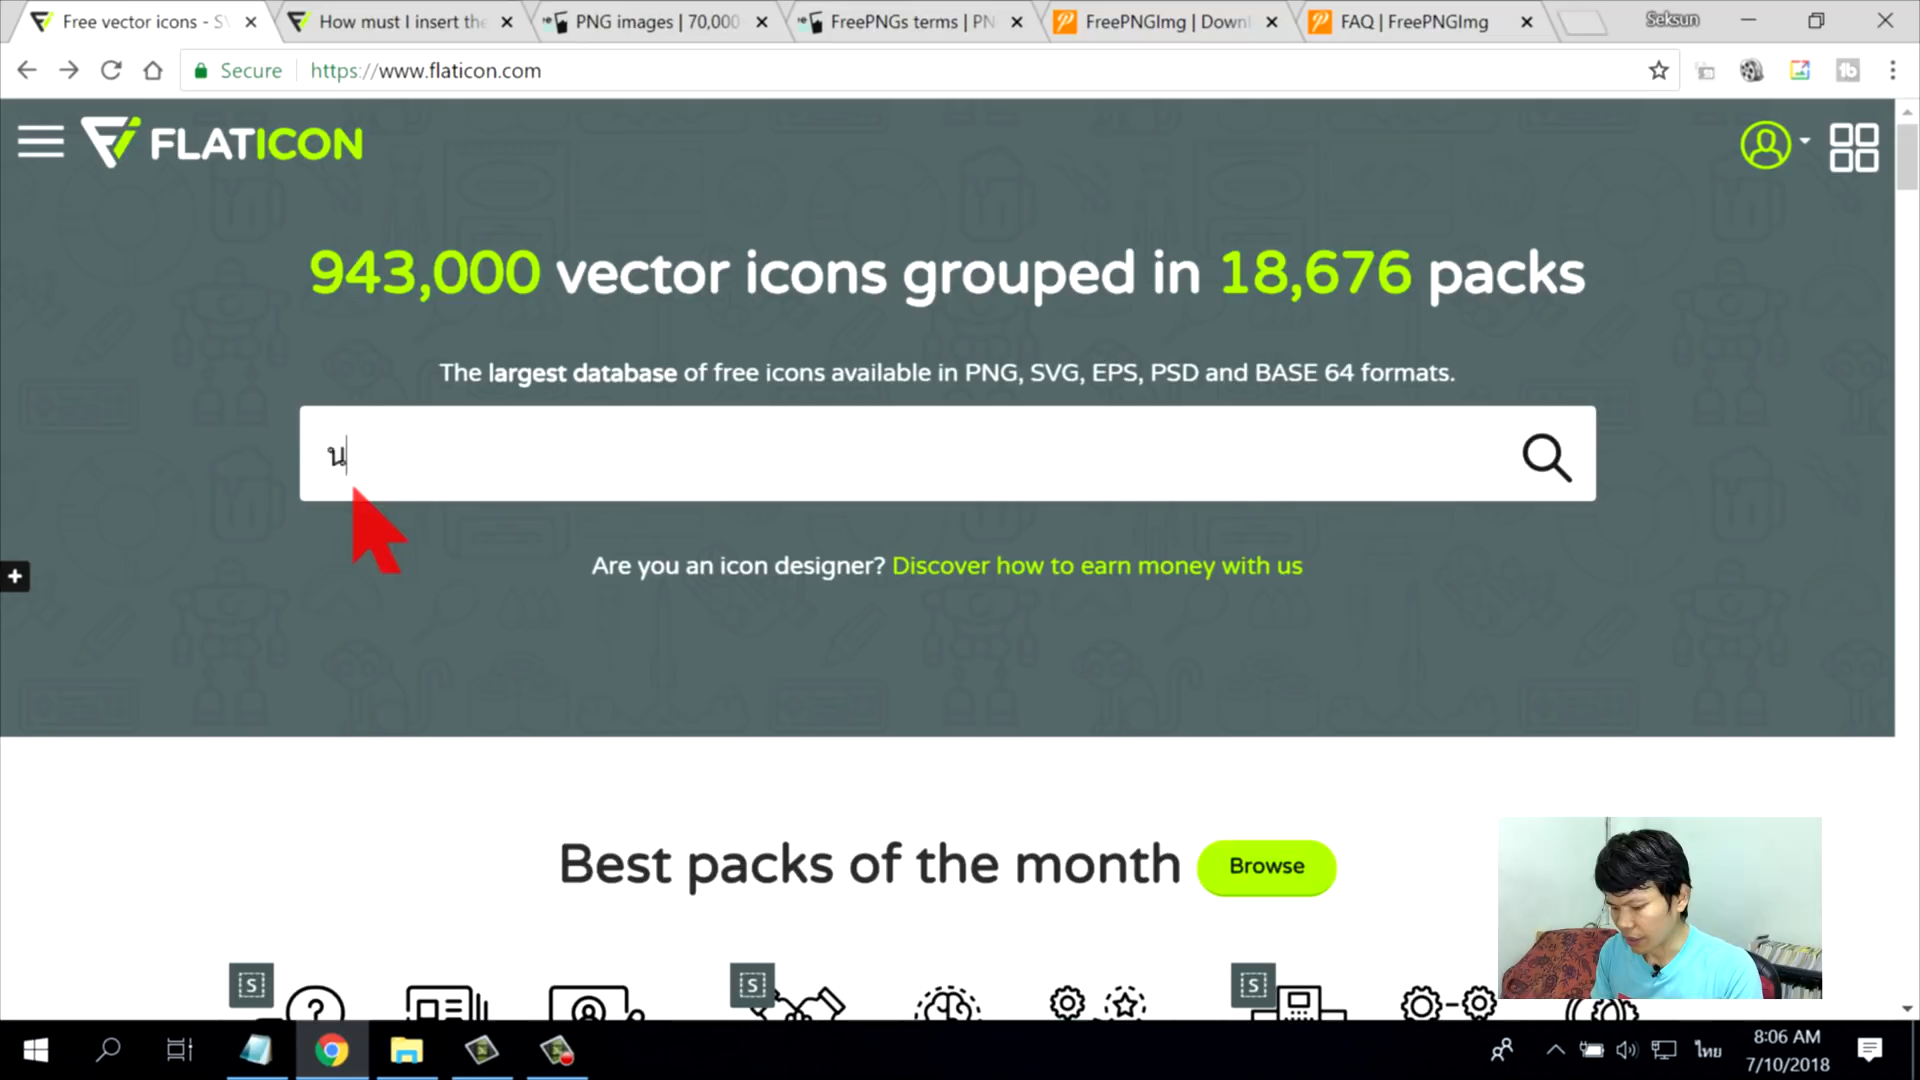 Free vector icons - S
How must I insert the
PNG images | 70,000
FreePNGs terms | PN
FreePNGImg | Downl
FAQ | FreePNGImg
Seksun
Secure
https://www.flaticon.com
FLATICON
943,000 vector icons grouped in 18,676 packs
The largest database of free icons available in PNG, SVG, EPS, PSD and BASE 64 formats.
น
Are you an icon designer? Discover how to earn money with us
Best packs of the month
Browse
S
S
S
ไทย
8:06 AM
7/10/2018